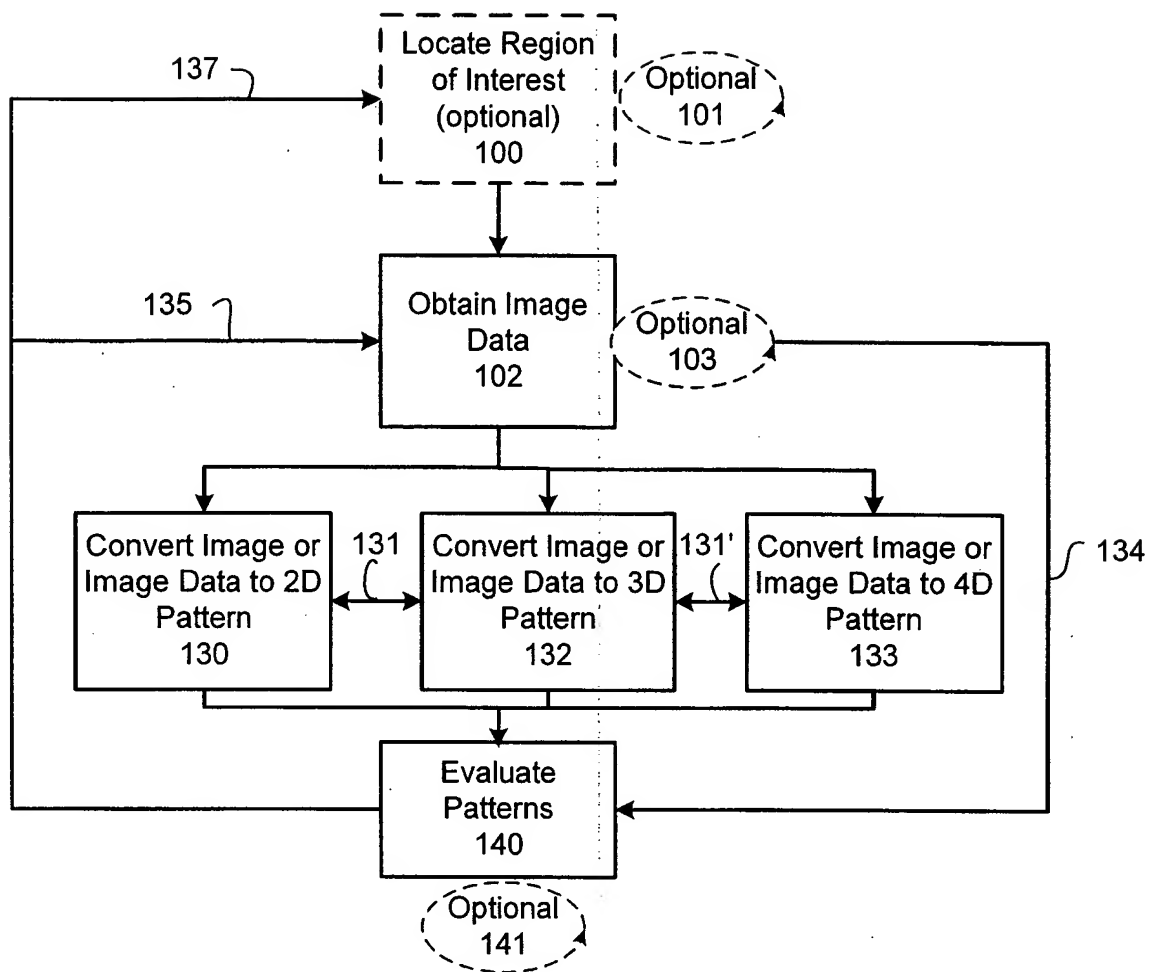 Locate Region
of Interest
(optional)
100
Optional
101
137
Obtain Image
Data
102
Optional
103
135
Convert Image or
Image Data to 2D
Pattern
130
131
Convert Image or
Image Data to 3D
Pattern
132
131'
Convert Image or
Image Data to 4D
Pattern
133
134
Evaluate
Patterns
140
Optional
141